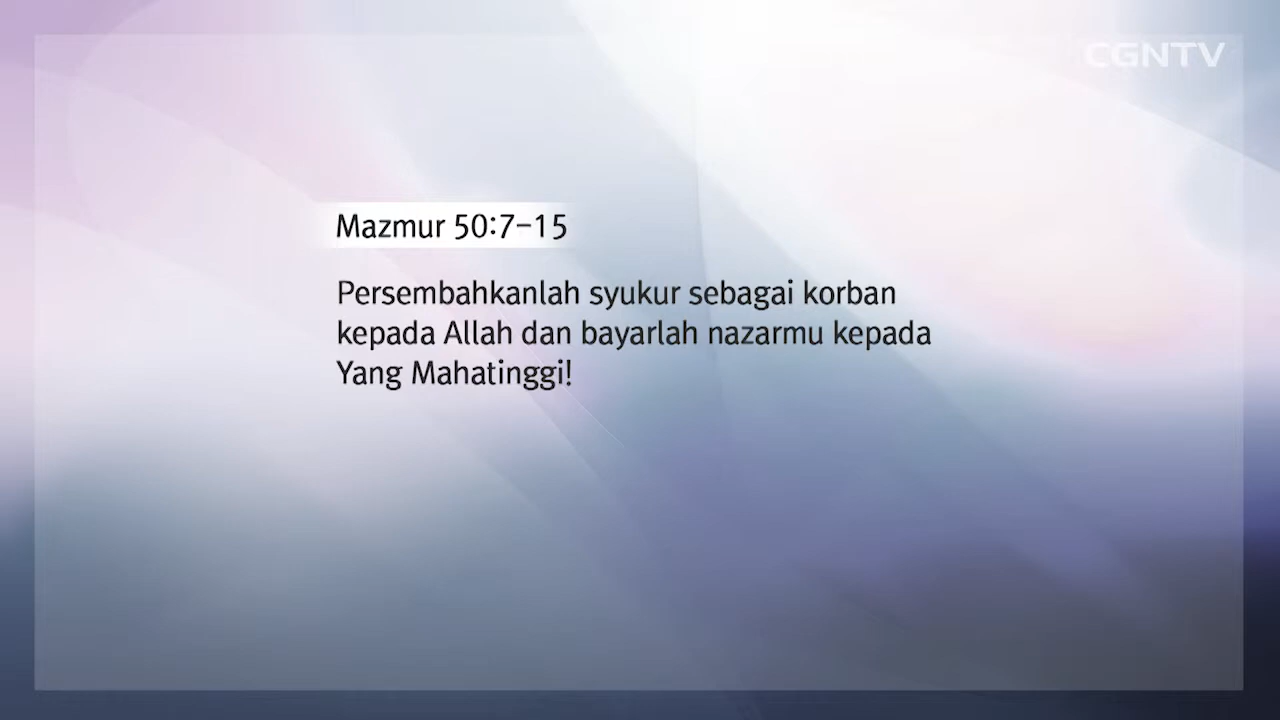 CGNTV
Mazmur 50:7-15
Persembahkanlah syukur sebagai korban
kepada Allah dan bayarlah nazarmu kepada
Yang Mahatinggi!